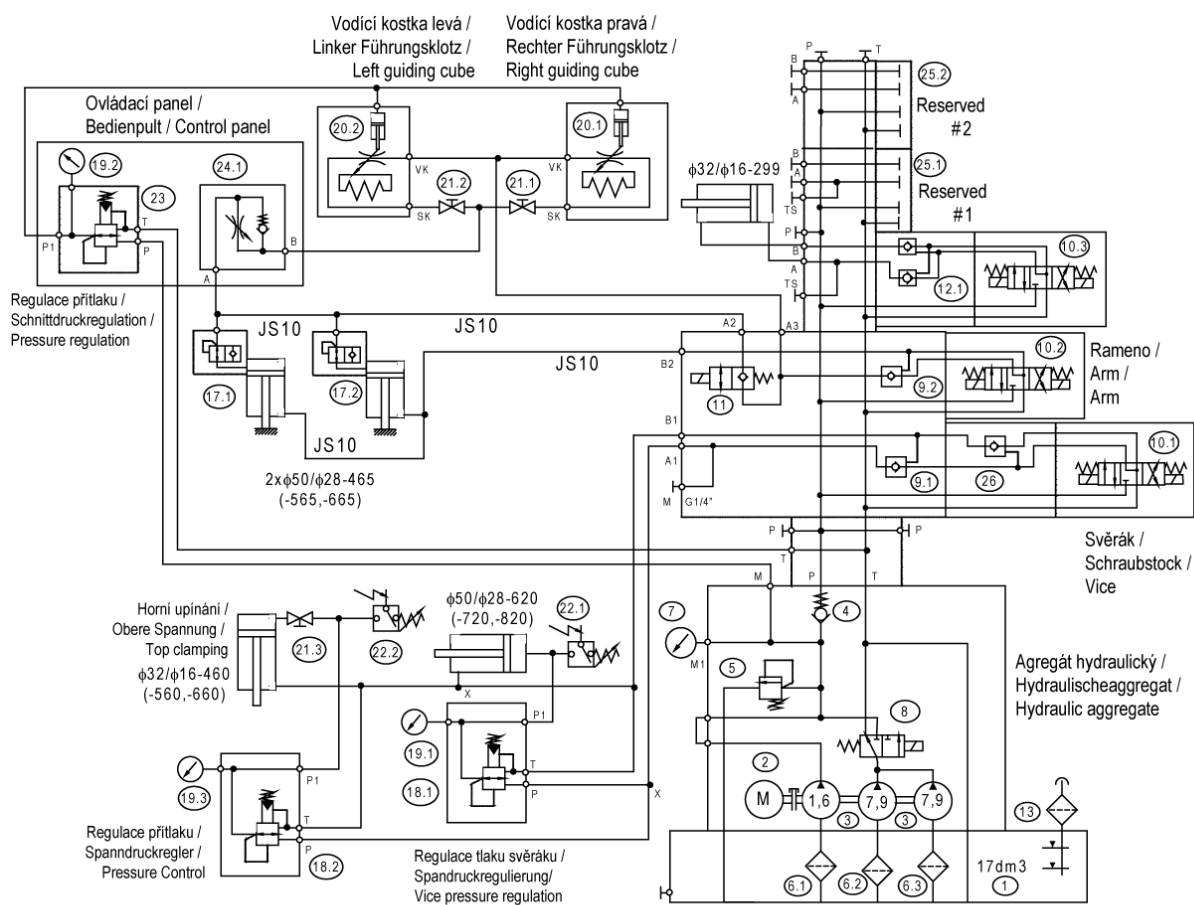 Vodící kostka levá /
Linker Führungsklotz /
Left guiding cube
Vodící kostka pravá /
Rechter Führungsklotz /
Right guiding cube
P
T
B
A
25.2
Reserved
#2
Ovládací panel /
Bedienpult / Control panel
20.2
20.1
19.2
24.1
23
T
P
P1
B
A
VK
VK
21.2
21.1
SK
SK
ϕ32/ϕ16-299
B
A
25.1
Reserved
#1
TS
P
B
A
TS
12.1
10.3
Regulace přítlaku /
Schnittdruckregulation /
Pressure regulation
JS10
JS10
JS10
JS10
17.1
17.2
A2
A3
B2
11
9.2
10.2
Rameno /
Arm /
Arm
B1
A1
M
G1/4"
9.1
26
10.1
2xϕ50/ϕ28-465
(-565,-665)
P
P
T
M
P
T
Svěrák /
Schraubstock /
Vice
Horní upínání /
Obere Spannung /
Top clamping
ϕ32/ϕ16-460
(-560,-660)
21.3
22.2
ϕ50/ϕ28-620
(-720,-820)
22.1
X
7
M1
4
5
8
Agregát hydraulický /
Hydraulischeaggregat /
Hydraulic aggregate
19.1
18.1
P1
T
P
X
19.3
P1
T
P
18.2
Regulace přítlaku /
Spanndruckregler /
Pressure Control
Regulace tlaku svěráku /
Spandruckregulierung/
Vice pressure regulation
2
M
1,6
7,9
7,9
3
3
13
6.1
6.2
6.3
17dm3
1